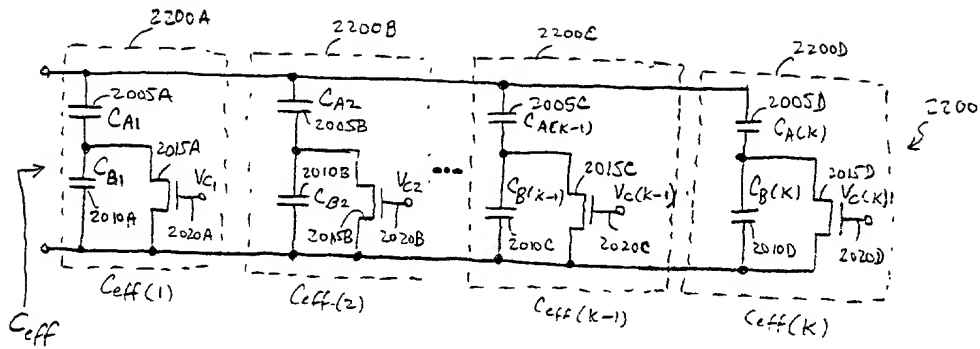 2200A
2200B
2200C
2200D
2200
2005A
CA1
CA2
2005B
2005C
CA(K-1)
2005D
CA(K)
2015A
CB1
VC1
2010A
2020A
2010B
CB2
VC2
2015B
2020B
2015C
CB(K-1)
VC(K-1)
2010C
2020C
2015D
CB(K)
VC(K)
2010D
2020D
Ceff
Ceff(1)
Ceff(2)
Ceff(K-1)
Ceff(K)